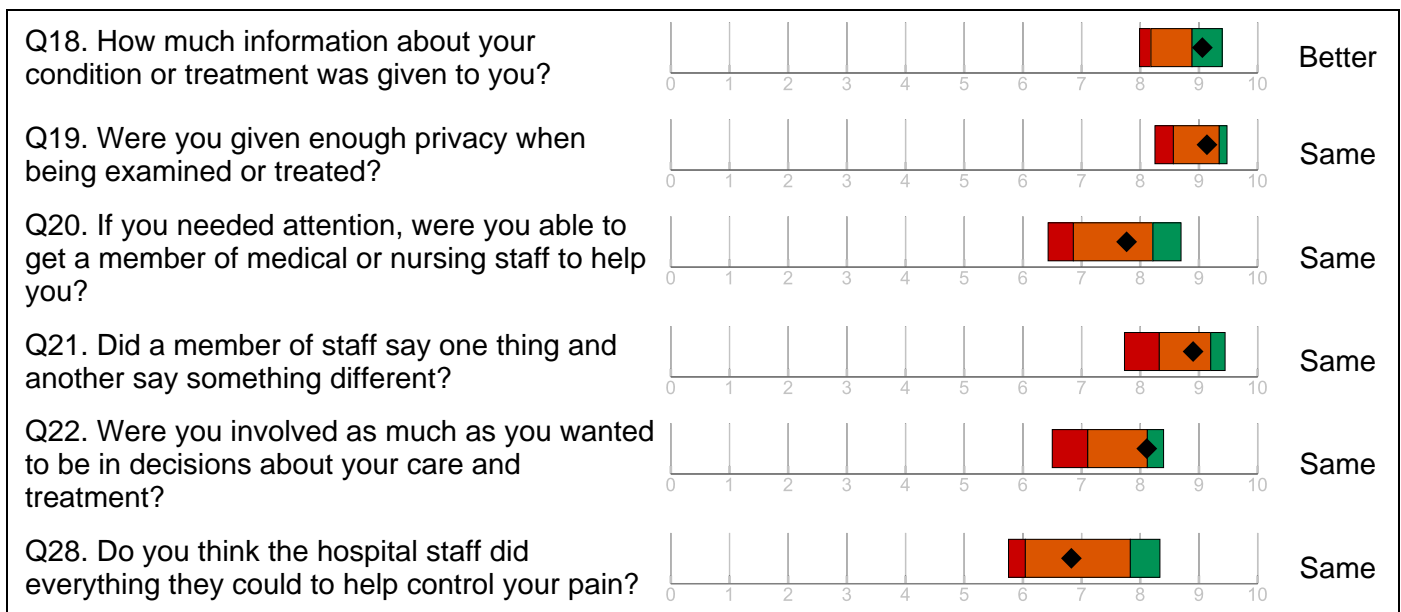 Q18. How much information about your
condition or treatment was given to you?
0 1 2 3 4 5 6 7 8 9 10
Better
Q19. Were you given enough privacy when
being examined or treated?
0 1 2 3 4 5 6 7 8 9 10
Same
Q20. If you needed attention, were you able to
get a member of medical or nursing staff to help
you?
0 1 2 3 4 5 6 7 8 9 10
Same
Q21. Did a member of staff say one thing and
another say something different?
0 1 2 3 4 5 6 7 8 9 10
Same
Q22. Were you involved as much as you wanted
to be in decisions about your care and
treatment?
0 1 2 3 4 5 6 7 8 9 10
Same
Q28. Do you think the hospital staff did
everything they could to help control your pain?
0 1 2 3 4 5 6 7 8 9 10
Same